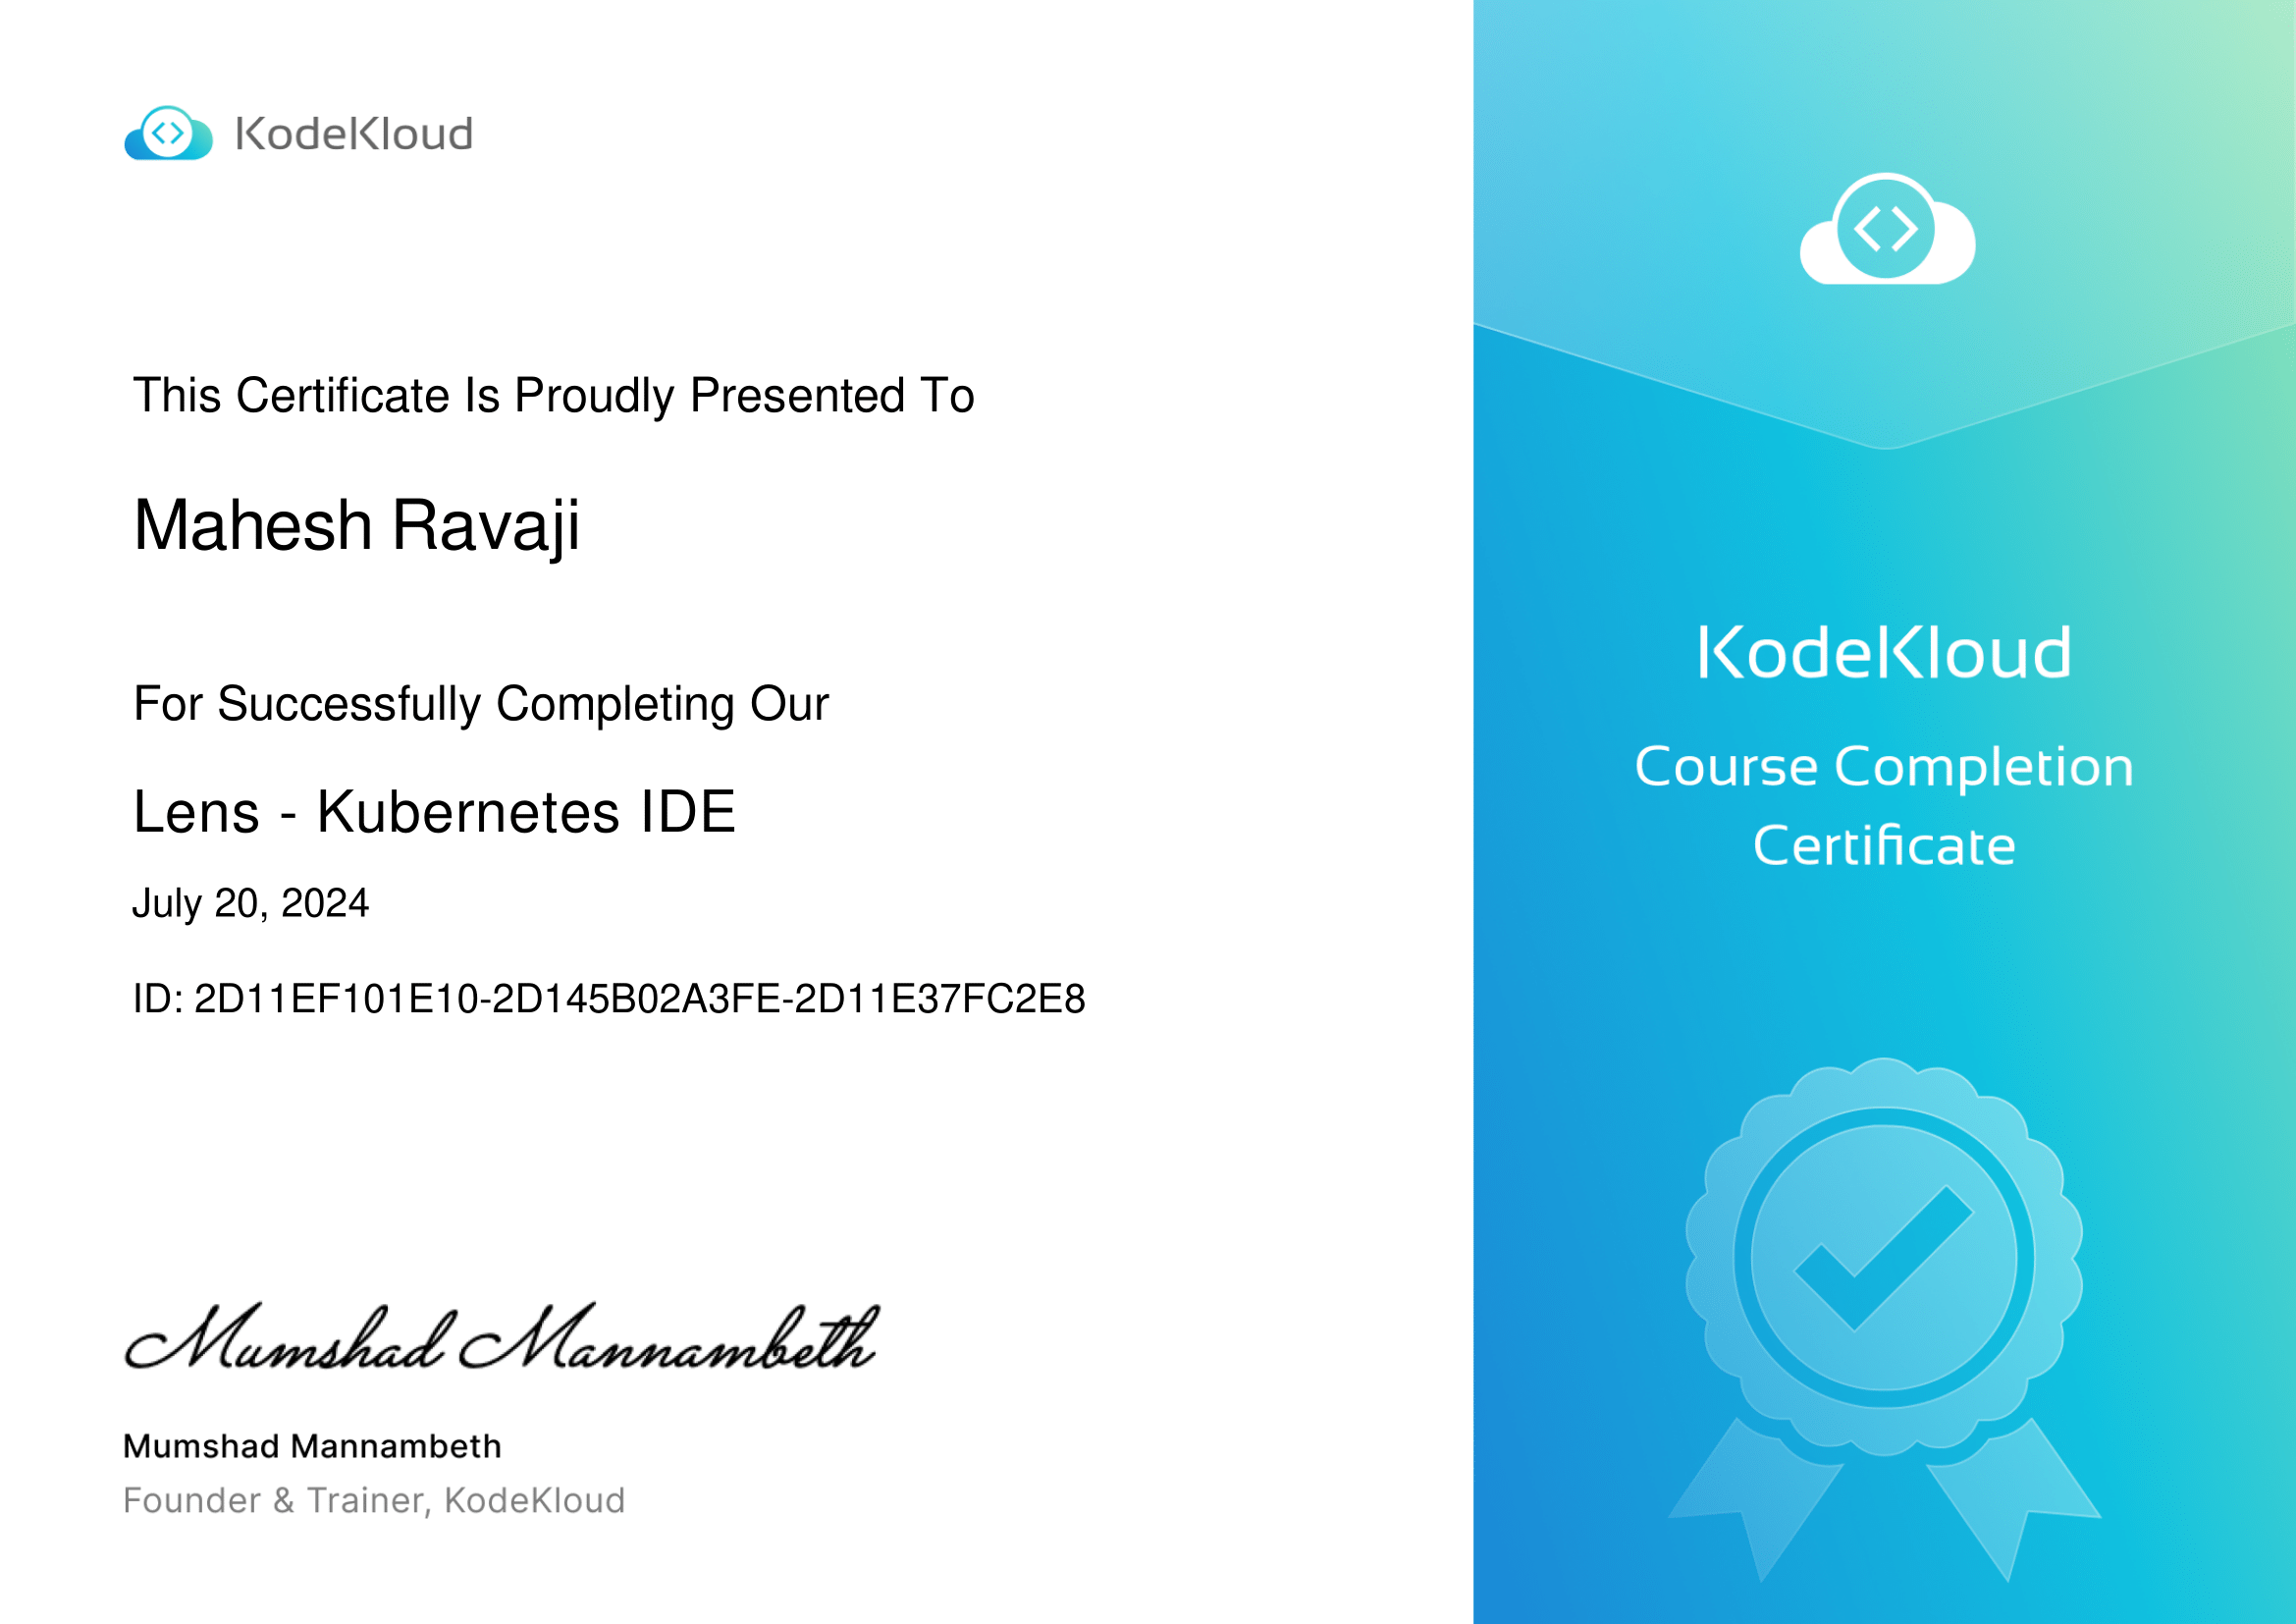 KodeKloud
This Certificate Is Proudly Presented To
Mahesh Ravaji
For Successfully Completing Our
Lens - Kubernetes IDE
July 20, 2024
ID: 2D11EF101E10-2D145B02A3FE-2D11E37FC2E8
Mumshad Mannambeth
Mumshad Mannambeth
Founder & Trainer, KodeKloud
KodeKloud
Course Completion
Certificate